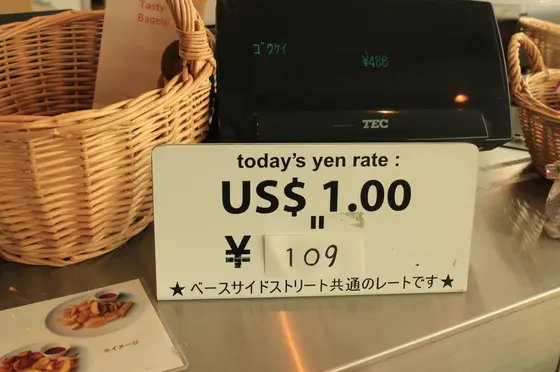 Tasty
Bagels!
ゴウケイ
¥486
TEC
today's yen rate :
US$ 1.00
=
¥ 109
★ベースサイドストリート共通のレートです★
※イメージ